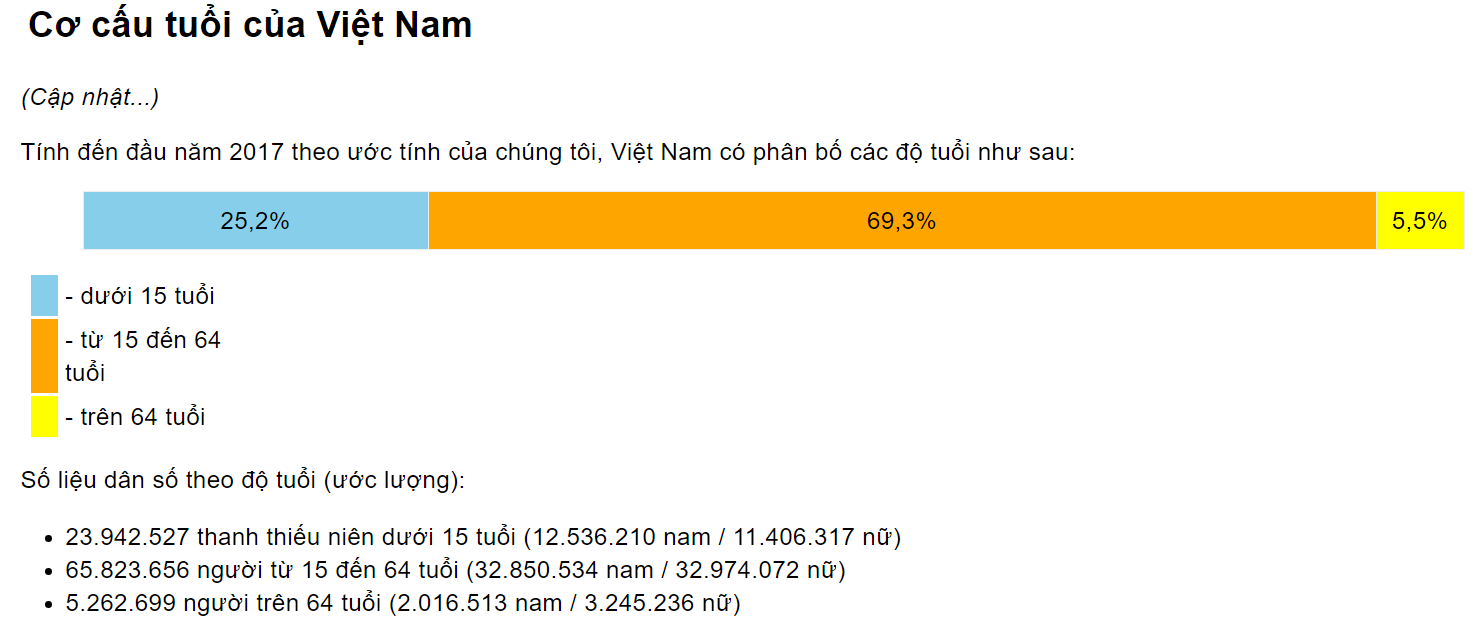 Cơ cấu tuổi của Việt Nam
(Cập nhật...)
Tính đến đầu năm 2017 theo ước tính của chúng tôi, Việt Nam có phân bố các độ tuổi như sau:
25,2% 69,3% 5,5%
- dưới 15 tuổi
- từ 15 đến 64
tuổi
- trên 64 tuổi
Số liệu dân số theo độ tuổi (ước lượng):
• 23.942.527 thanh thiếu niên dưới 15 tuổi (12.536.210 nam / 11.406.317 nữ)
• 65.823.656 người từ 15 đến 64 tuổi (32.850.534 nam / 32.974.072 nữ)
• 5.262.699 người trên 64 tuổi (2.016.513 nam / 3.245.236 nữ)